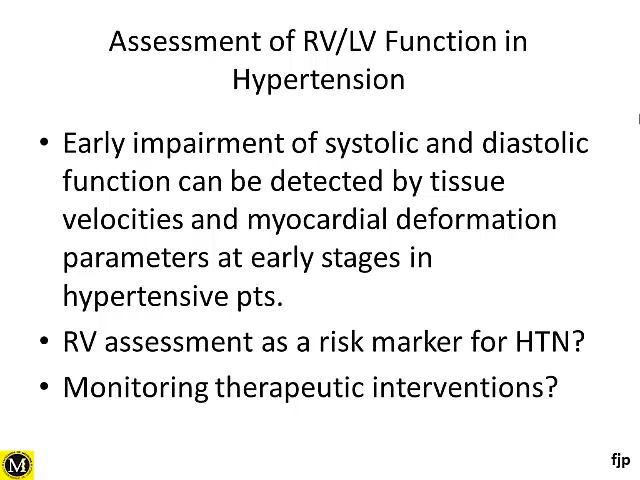 Assessment of RV/LV Function in
Hypertension
• Early impairment of systolic and diastolic
function can be detected by tissue
velocities and myocardial deformation
parameters at early stages in
hypertensive pts.
• RV assessment as a risk marker for HTN?
• Monitoring therapeutic interventions?
M
fjp